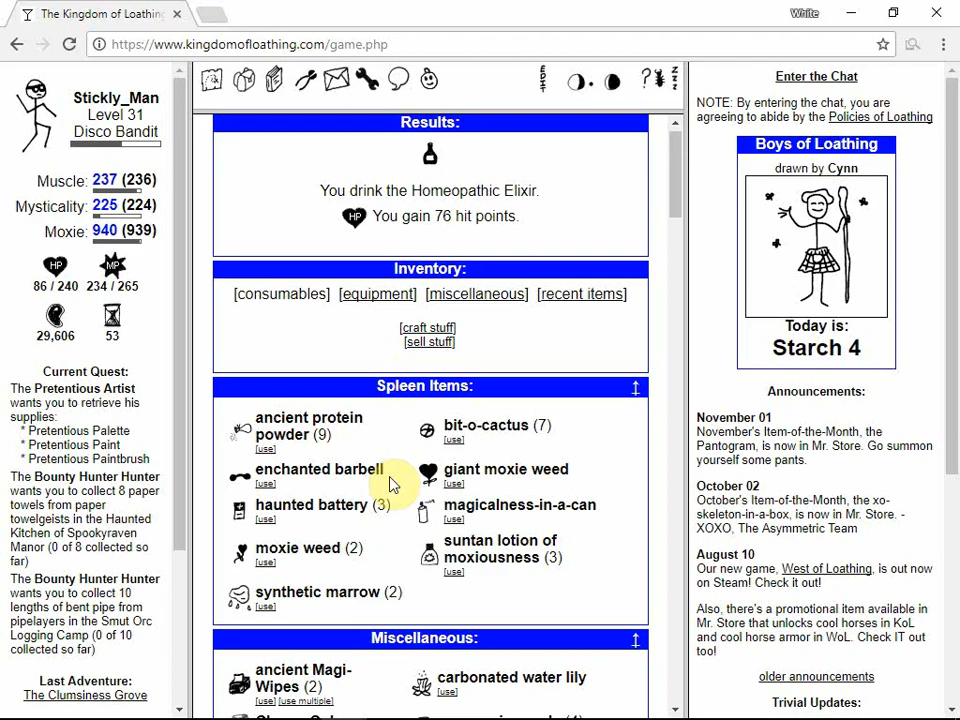 The Kingdom of Loathin
White
https://www.kingdomofloathing.com/game.php
Stickly_Man
Level 31
Disco Bandit
Muscle: 237 (236)
Mysticality: 225 (224)
Moxie: 940 (939)
HP
MP
86 / 240
234 / 265
29,606
53
Current Quest:
The Pretentious Artist
wants you to retrieve his
supplies:
* Pretentious Palette
* Pretentious Paint
* Pretentious Paintbrush
The Bounty Hunter Hunter
wants you to collect 8 paper
towels from paper
towelgeists in the Haunted
Kitchen of Spookyraven
Manor (0 of 8 collected so
far)
The Bounty Hunter Hunter
wants you to collect 10
lengths of bent pipe from
pipelayers in the Smut Orc
Logging Camp (0 of 10
collected so far)
Last Adventure:
The Clumsiness Grove
EDIT
?
ZZZ
Results:
You drink the Homeopathic Elixir.
HP You gain 76 hit points.
Inventory:
[consumables] [equipment] [miscellaneous] [recent items]
[craft stuff]
[sell stuff]
Spleen Items:
ancient protein
powder (9)
[use]
bit-o-cactus (7)
[use]
enchanted barbell
[use]
giant moxie weed
[use]
haunted battery (3)
[use]
magicalness-in-a-can
[use]
moxie weed (2)
[use]
suntan lotion of
moxiousness (3)
[use]
synthetic marrow (2)
[use]
Miscellaneous:
ancient Magi-
Wipes (2)
[use] [use multiple]
carbonated water lily
[use]
Enter the Chat
NOTE: By entering the chat, you are
agreeing to abide by the Policies of Loathing
Boys of Loathing
drawn by Cynn
Today is:
Starch 4
Announcements:
November 01
November's Item-of-the-Month, the
Pantogram, is now in Mr. Store. Go summon
yourself some pants.
October 02
October's Item-of-the-Month, the xo-
skeleton-in-a-box, is now in Mr. Store. -
XOXO, The Asymmetric Team
August 10
Our new game, West of Loathing, is out now
on Steam! Check it out!
Also, there's a promotional item available in
Mr. Store that unlocks cool horses in KoL
and cool horse armor in WoL. Check IT out
too!
older announcements
Trivial Updates: